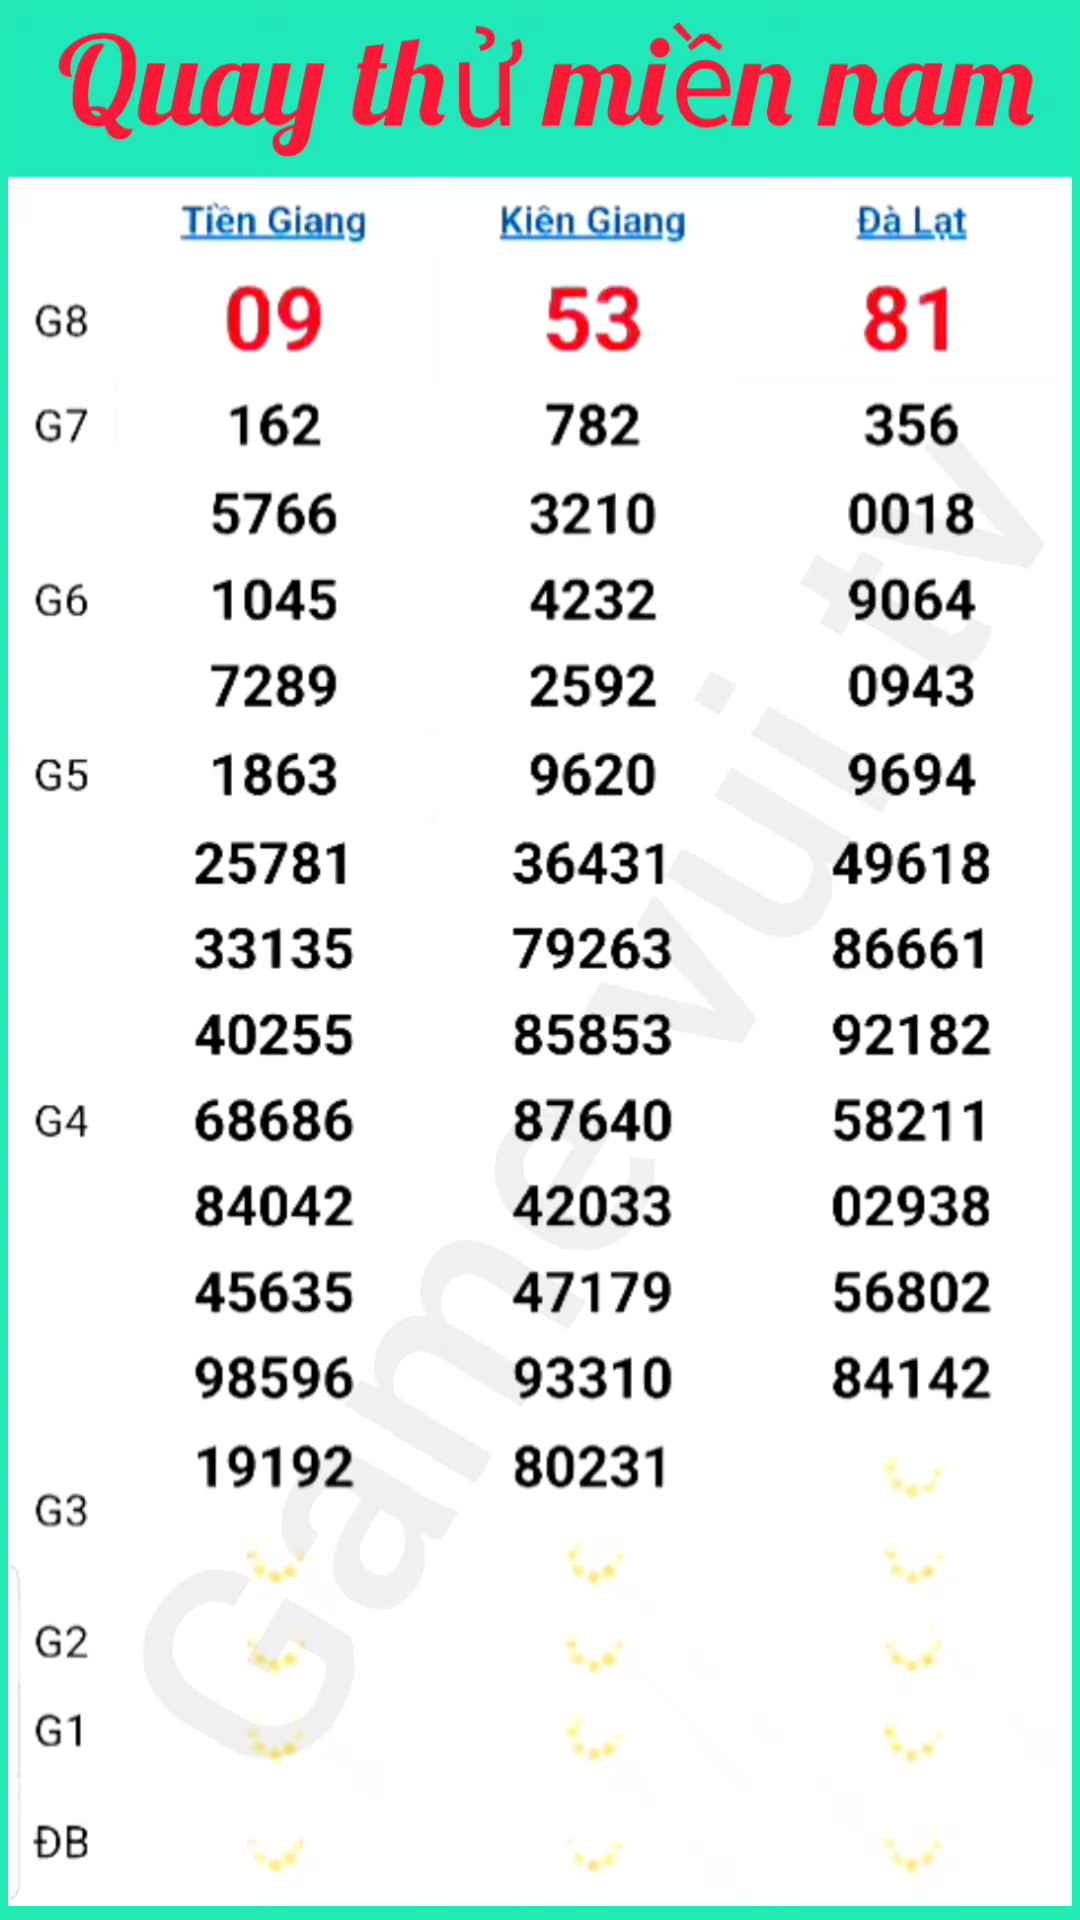 Quay thử miền nam
Tiền Giang Kiên Giang Đà Lạt
G8 09 53 81
G7 162 782 356
5766 3210 0018
G6 1045 4232 9064
7289 2592 0943
G5 1863 9620 9694
25781 36431 49618
33135 79263 86661
40255 85853 92182
G4 68686 87640 58211
84042 42033 02938
45635 47179 56802
98596 93310 84142
19192 80231
G3
G2
G1
ĐB
Game vui tv